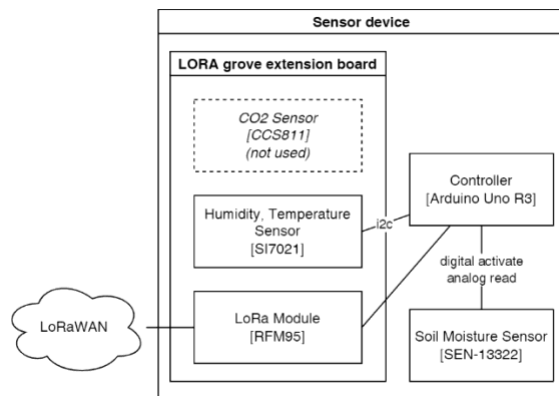 Sensor device
LORA grove extension board
CO2 Sensor
[CCS811]
(not used)
Humidity, Temperature
Sensor
[SI7021]
i2c
Controller
[Arduino Uno R3]
digital activate
analog read
LoRaWAN
LoRa Module
[RFM95]
Soil Moisture Sensor
[SEN-13322]